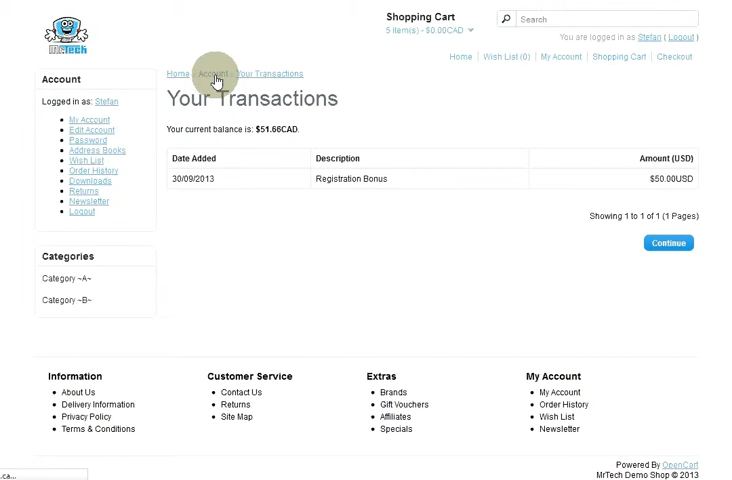 MrTech
Shopping Cart
5 Item(s) - $0.00CAD
Search
You are logged in as Stefan ( Logout )
Home Wish List (0) My Account Shopping Cart Checkout
Account
Logged in as: Stefan
My Account
Edit Account
Password
Address Books
Wish List
Order History
Downloads
Returns
Newsletter
Logout
Categories
Category ~A~
Category ~B~
Home » Account » Your Transactions
Your Transactions
Your current balance is: $51.66CAD.
Date Added Description Amount (USD)
30/09/2013 Registration Bonus $50.00USD
Showing 1 to 1 of 1 (1 Pages)
Continue
Information
About Us
Delivery Information
Privacy Policy
Terms & Conditions
Customer Service
Contact Us
Returns
Site Map
Extras
Brands
Gift Vouchers
Affiliates
Specials
My Account
My Account
Order History
Wish List
Newsletter
.ca...
Powered By OpenCart
MrTech Demo Shop © 2013